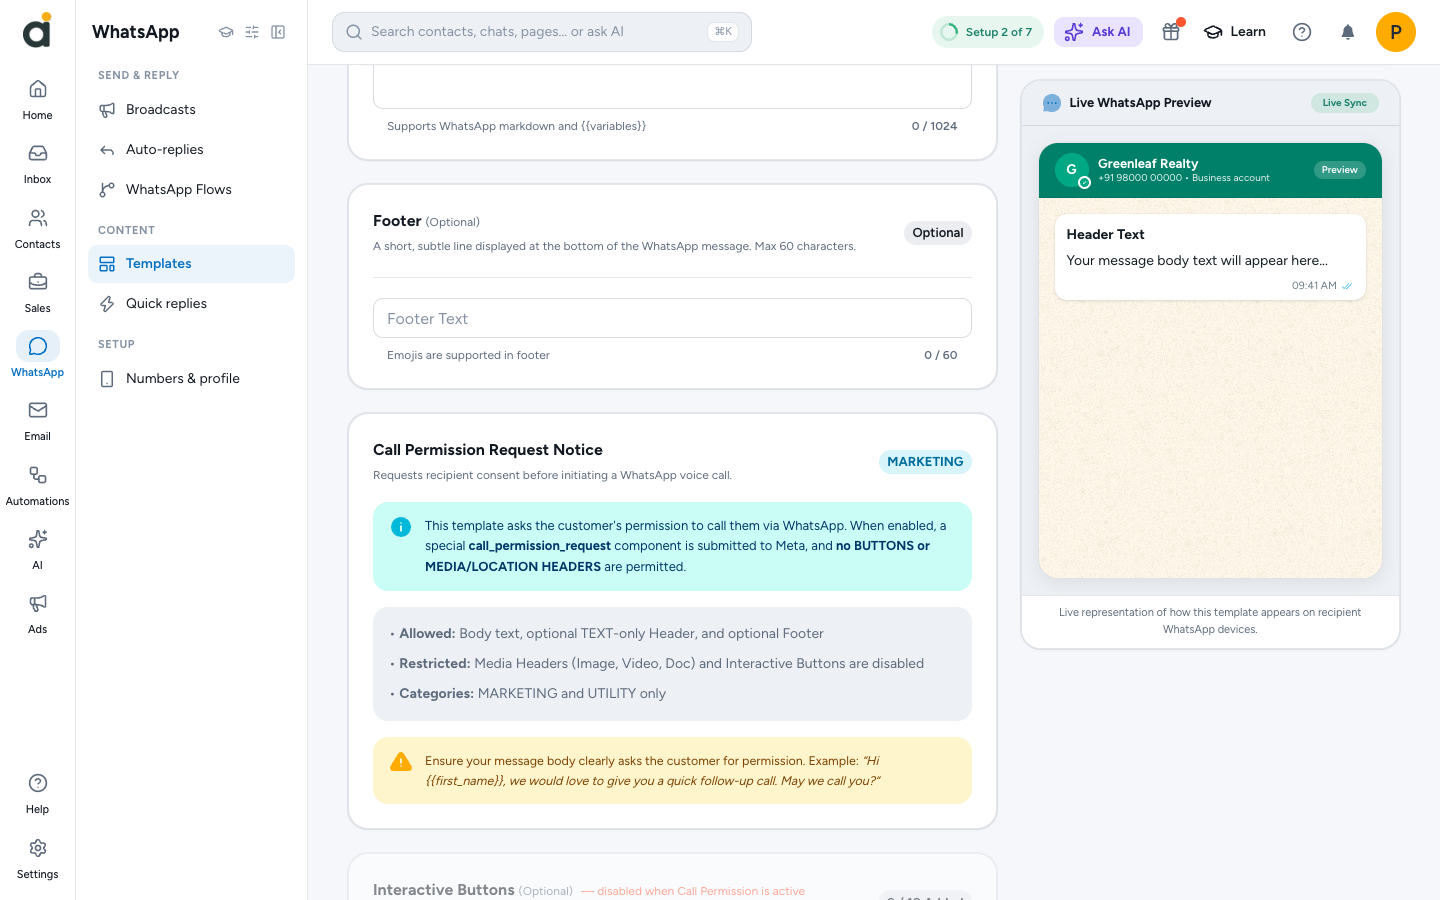 WhatsApp
Search contacts, chats, pages... or ask AI
⌘K
Setup 2 of 7
Ask AI
Learn
P
Home
Inbox
Contacts
Sales
WhatsApp
Email
Automations
AI
Ads
Help
Settings
SEND & REPLY
Broadcasts
Auto-replies
WhatsApp Flows
CONTENT
Templates
Quick replies
SETUP
Numbers & profile
Supports WhatsApp markdown and {{variables}}
0 / 1024
Footer (Optional)
A short, subtle line displayed at the bottom of the WhatsApp message. Max 60 characters.
Optional
Footer Text
Emojis are supported in footer
0 / 60
Call Permission Request Notice
Requests recipient consent before initiating a WhatsApp voice call.
MARKETING
This template asks the customer's permission to call them via WhatsApp. When enabled, a
special call_permission_request component is submitted to Meta, and no BUTTONS or
MEDIA/LOCATION HEADERS are permitted.
• Allowed: Body text, optional TEXT-only Header, and optional Footer
• Restricted: Media Headers (Image, Video, Doc) and Interactive Buttons are disabled
• Categories: MARKETING and UTILITY only
Ensure your message body clearly asks the customer for permission. Example: "Hi
{{first_name}}, we would love to give you a quick follow-up call. May we call you?"
Interactive Buttons (Optional) — disabled when Call Permission is active
Live WhatsApp Preview
Live Sync
G
Greenleaf Realty
+91 98000 00000 • Business account
Preview
Header Text
Your message body text will appear here...
09:41 AM
Live representation of how this template appears on recipient
WhatsApp devices.